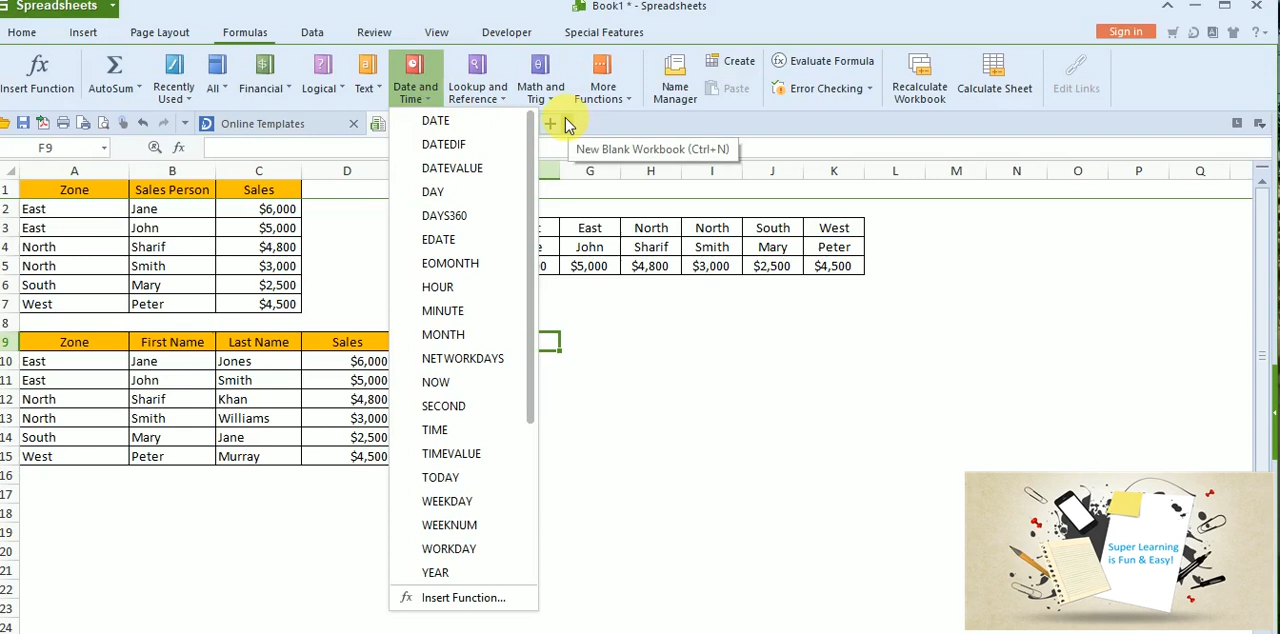 Spreadsheets
Book1 * - Spreadsheets
Home Insert Page Layout Formulas Data Review View Developer Special Features
Sign in
Insert Function
AutoSum
Recently Used
All
Financial
Logical
Text
Date and Time
Lookup and Reference
Math and Trig
More Functions
Name Manager
Create
Paste
Evaluate Formula
Error Checking
Recalculate Workbook
Calculate Sheet
Edit Links
Online Templates
New Blank Workbook (Ctrl+N)
F9 fx
A B C D G H I J K L M N O P Q
1 Zone Sales Person Sales
2 East Jane $6,000
3 East John $5,000 East North North South West
4 North Sharif $4,800 John Sharif Smith Mary Peter
5 North Smith $3,000 $5,000 $4,800 $3,000 $2,500 $4,500
6 South Mary $2,500
7 West Peter $4,500
8
9 Zone First Name Last Name Sales
10 East Jane Jones $6,000
11 East John Smith $5,000
12 North Sharif Khan $4,800
13 North Smith Williams $3,000
14 South Mary Jane $2,500
15 West Peter Murray $4,500
16
17
18
19
20
21
22
23
24
DATE
DATEDIF
DATEVALUE
DAY
DAYS360
EDATE
EOMONTH
HOUR
MINUTE
MONTH
NETWORKDAYS
NOW
SECOND
TIME
TIMEVALUE
TODAY
WEEKDAY
WEEKNUM
WORKDAY
YEAR
fx Insert Function...
Super Learning
is Fun & Easy!